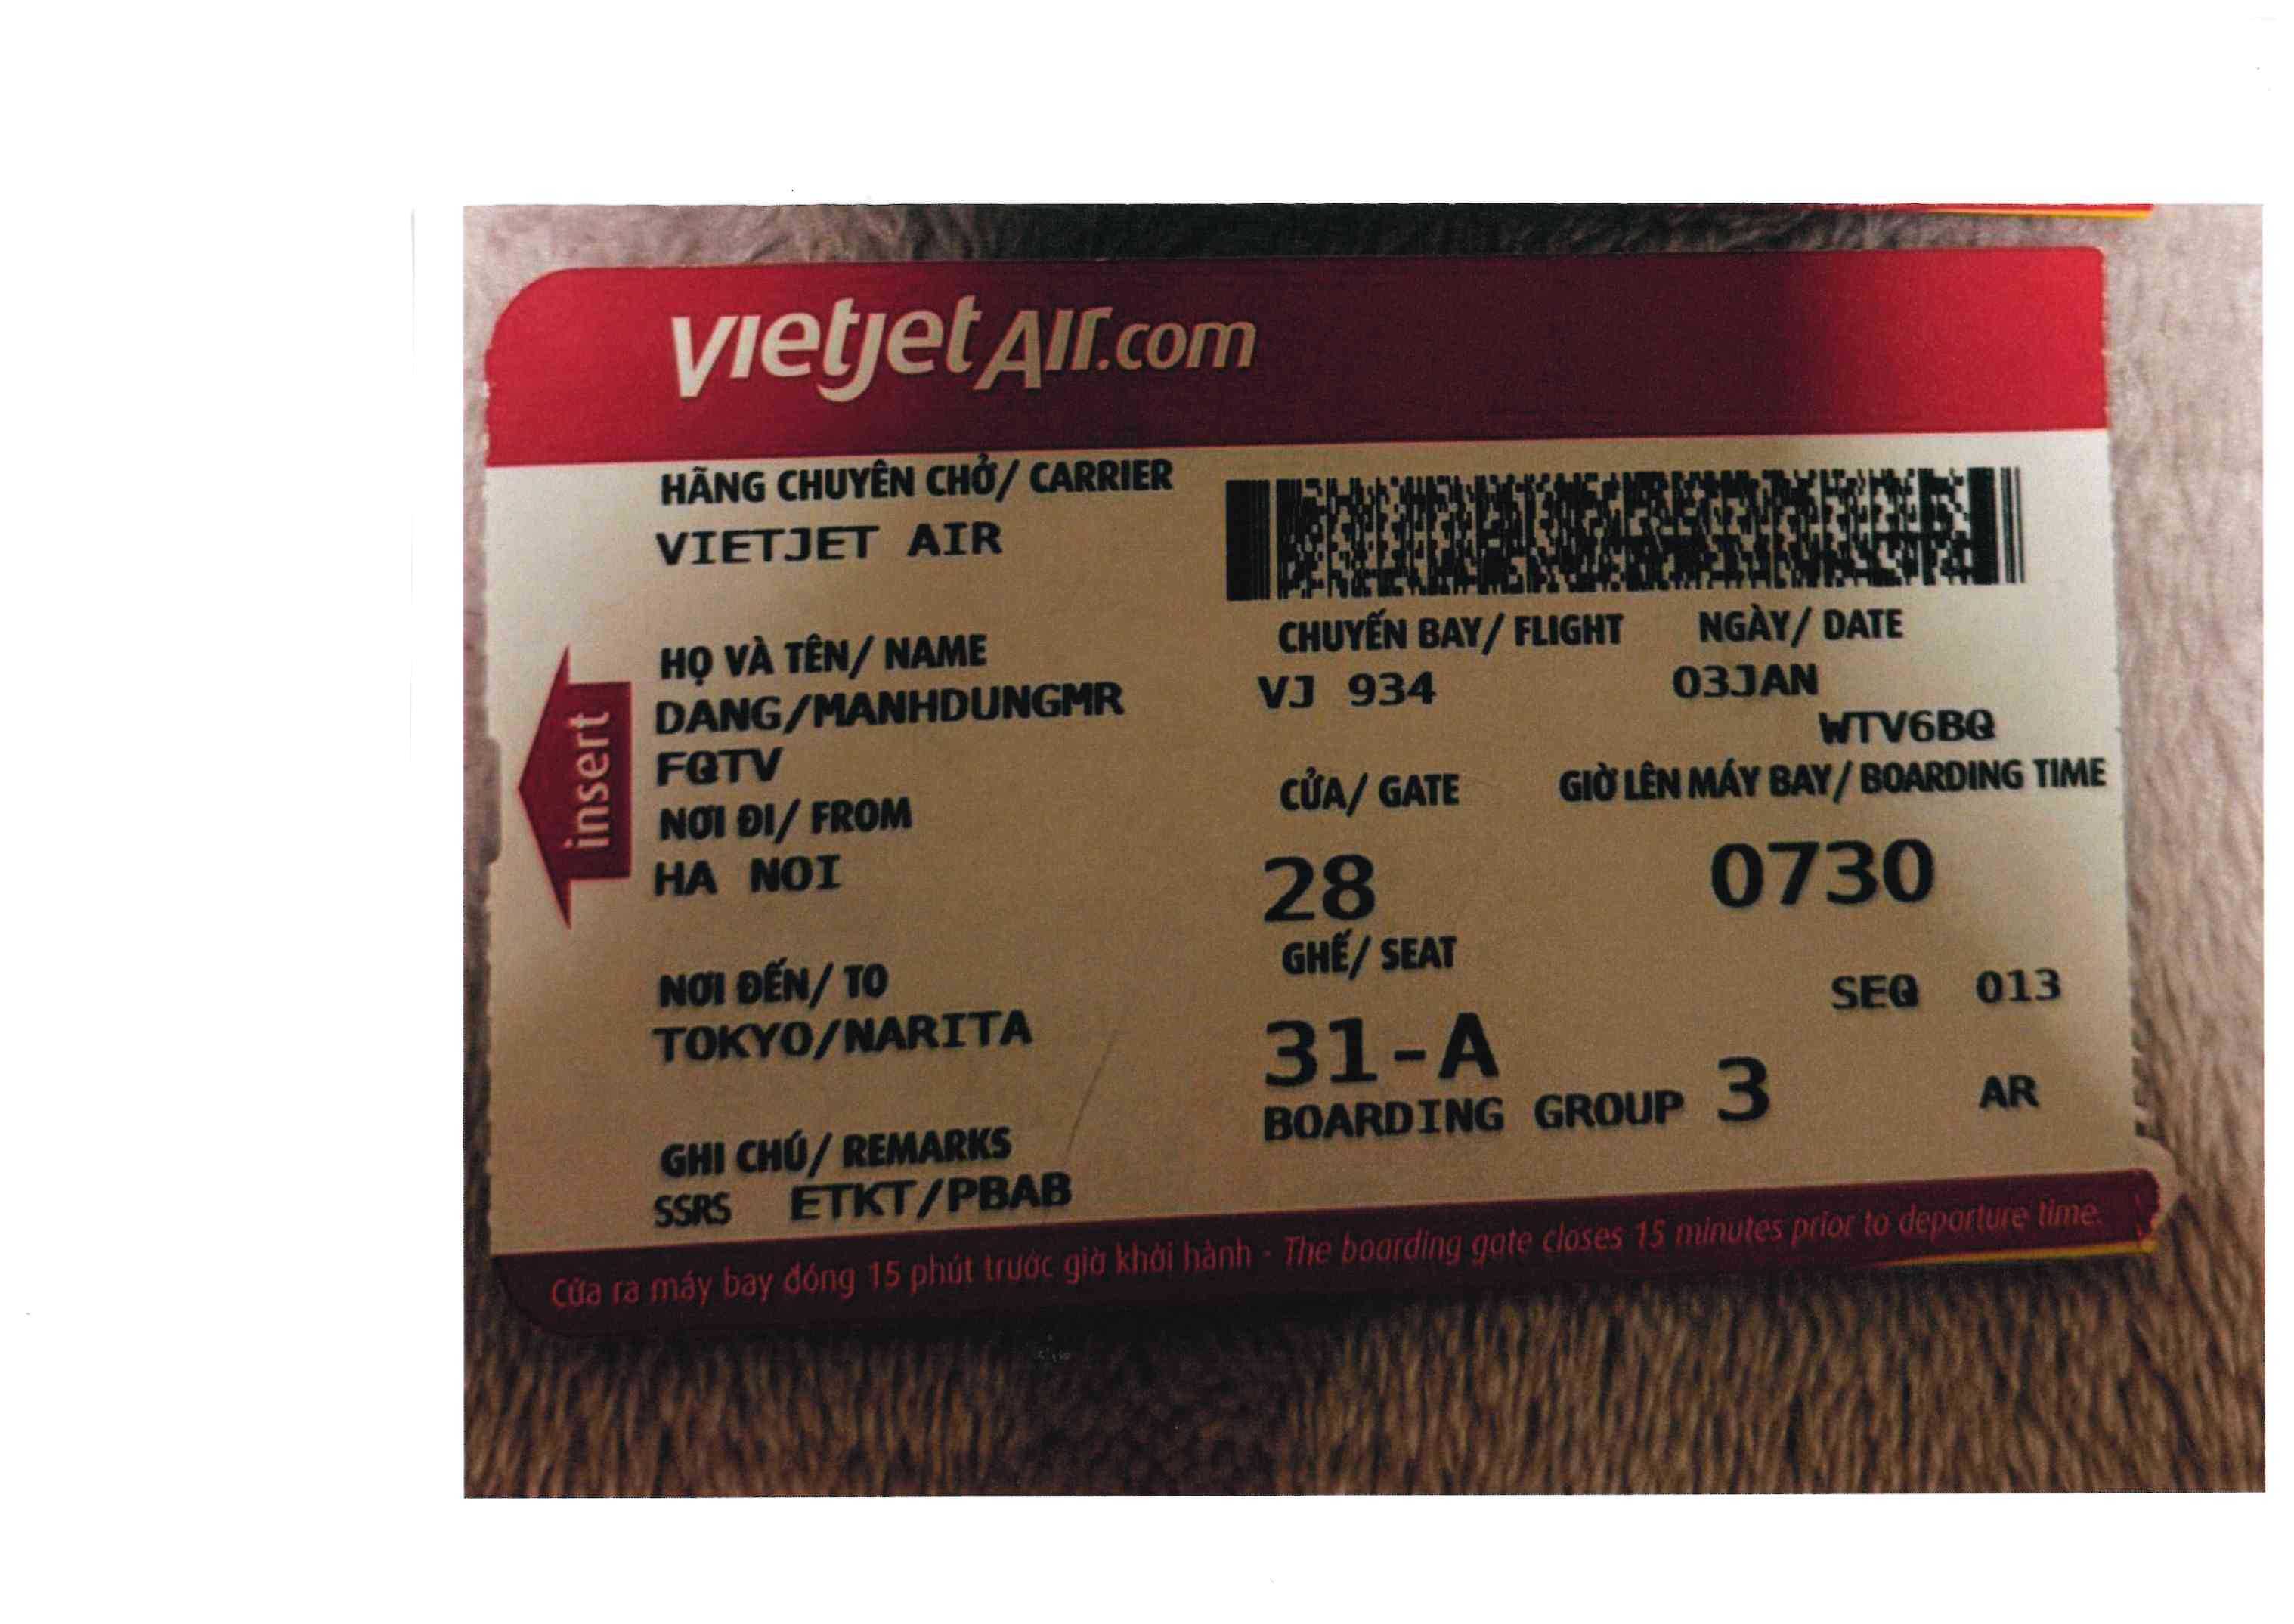 vietjetAir.com
HÃNG CHUYÊN CHỞ/ CARRIER
VIETJET AIR
HỌ VÀ TÊN/ NAME
DANG/MANHDUNGMR
FQTV
NƠI ĐI/ FROM
HA NOI
NƠI ĐẾN/ TO
TOKYO/NARITA
GHI CHÚ/ REMARKS
SSRS ETKT/PBAB
insert
CHUYẾN BAY/ FLIGHT NGÀY/ DATE
VJ 934 03JAN
WTV6BQ
CỬA/ GATE GIỜ LÊN MÁY BAY/ BOARDING TIME
28 0730
GHẾ/ SEAT
SEQ 013
31-A
BOARDING GROUP 3 AR
Cửa ra máy bay đóng 15 phút trước giờ khởi hành - The boarding gate closes 15 minutes prior to departure time.